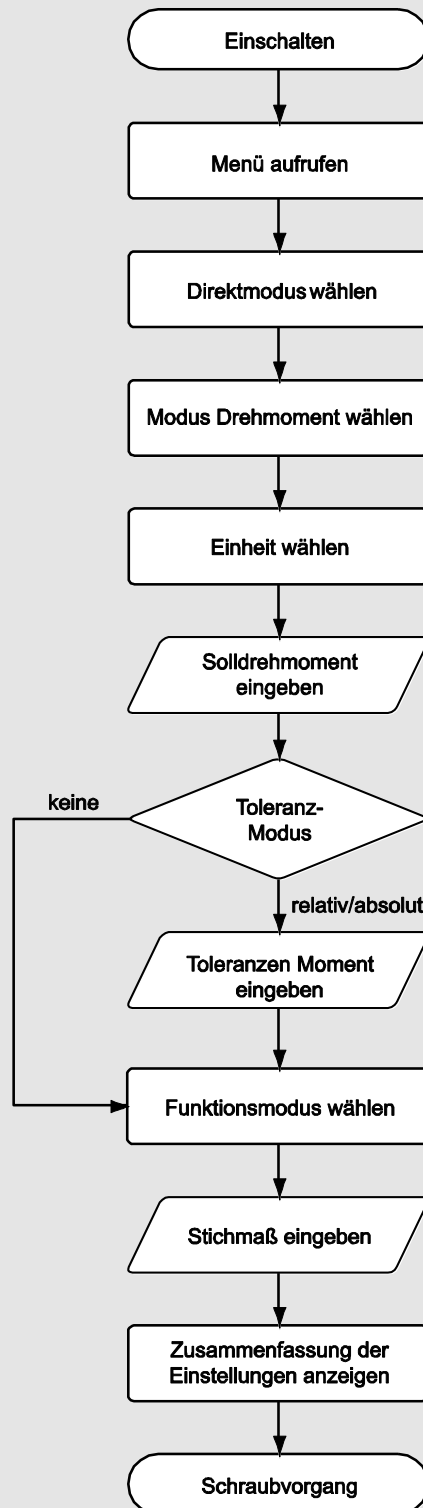 Einschalten
Menü aufrufen
Direktmodus wählen
Modus Drehmoment wählen
Einheit wählen
Solldrehmoment
eingeben
keine
Toleranz-
Modus
relativ/absolut
Toleranzen Moment
eingeben
Funktionsmodus wählen
Stichmaß eingeben
Zusammenfassung der
Einstellungen anzeigen
Schraubvorgang